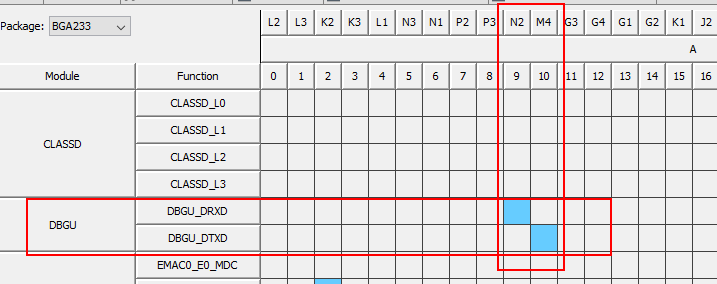 Package: BGA233
L2 L3 K2 K3 L1 N3 N1 P2 P3 N2 M4 G3 G4 G1 G2 K1 J2
A
Module Function 0 1 2 3 4 5 6 7 8 9 10 11 12 13 14 15 16
CLASSD_L0
CLASSD_L1
CLASSD
CLASSD_L2
CLASSD_L3
DBGU_DRXD
DBGU
DBGU_DTXD
EMAC0_E0_MDC